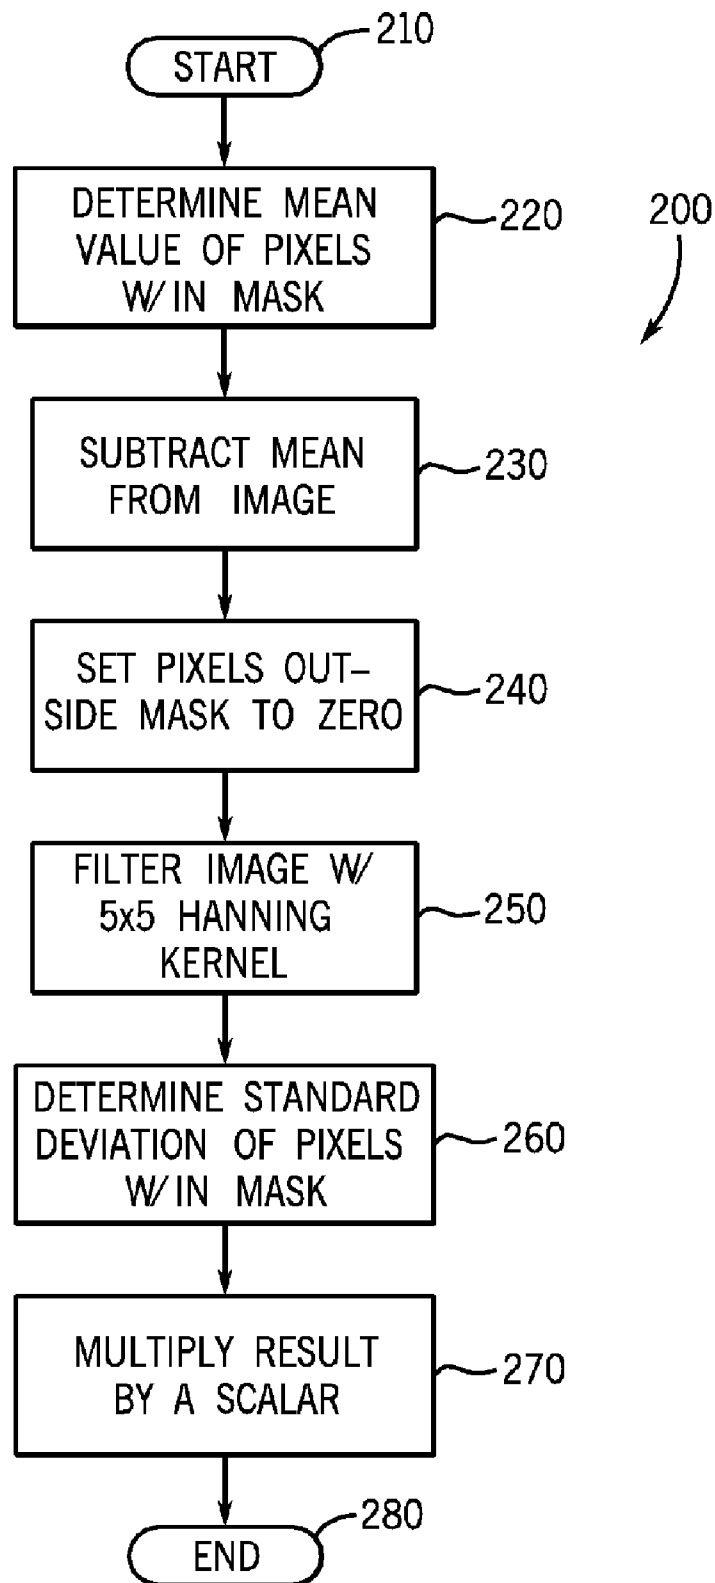 START
210
DETERMINE MEAN
VALUE OF PIXELS
W/IN MASK
220
200
SUBTRACT MEAN
FROM IMAGE
230
SET PIXELS OUT-
SIDE MASK TO ZERO
240
FILTER IMAGE W/
5x5 HANNING
KERNEL
250
DETERMINE STANDARD
DEVIATION OF PIXELS
W/IN MASK
260
MULTIPLY RESULT
BY A SCALAR
270
END
280